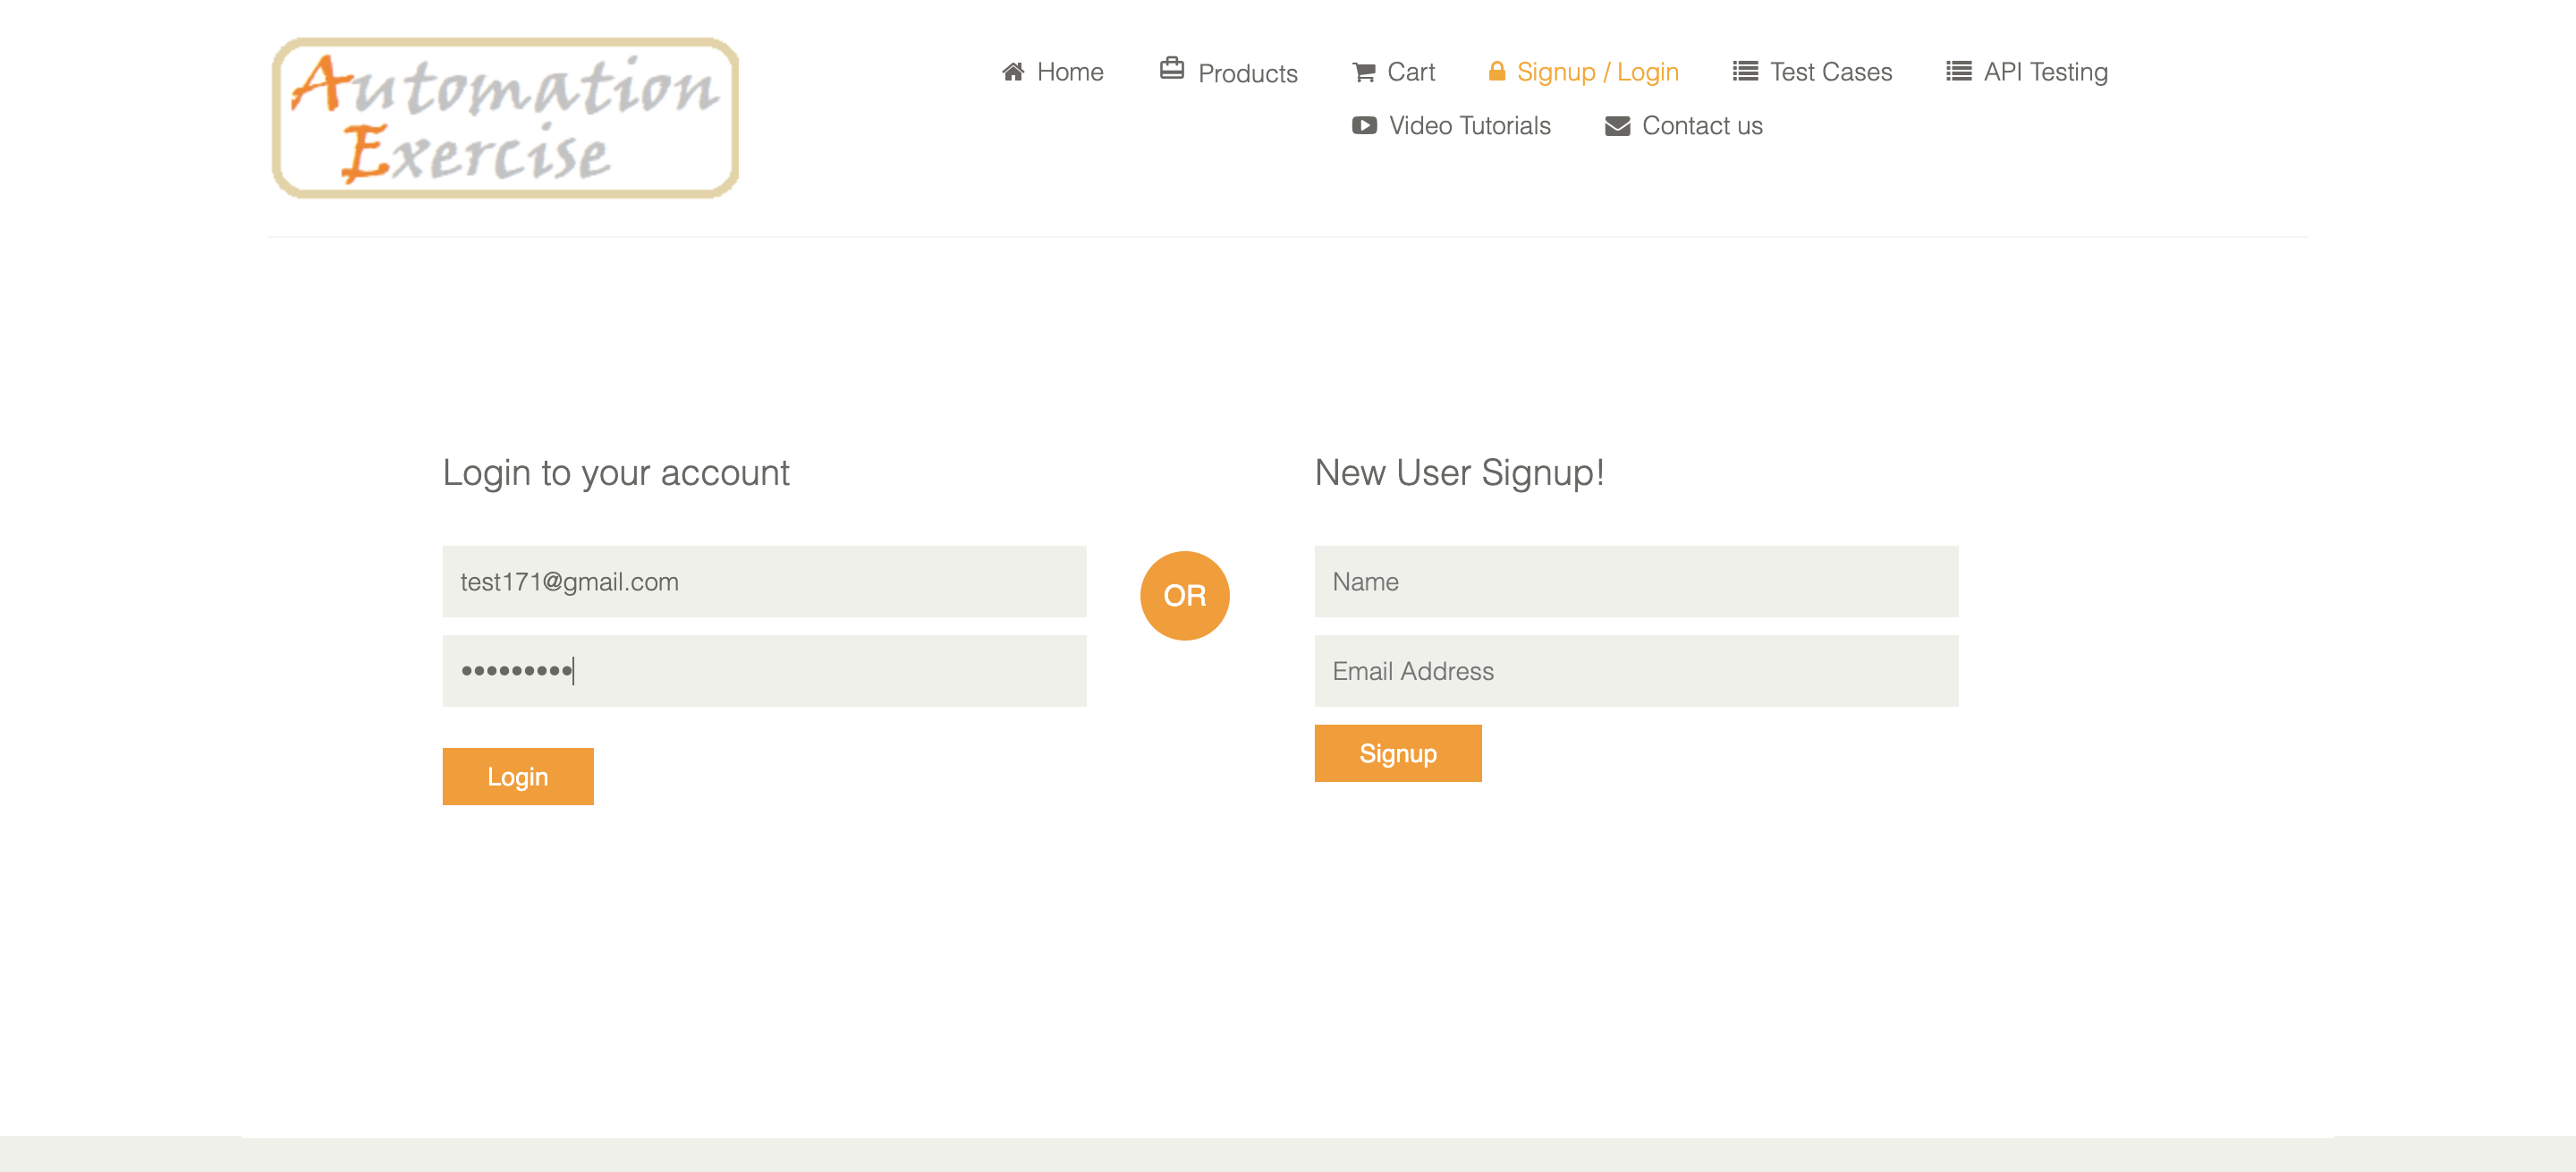 Automation
Exercise
Home Products Cart Signup / Login Test Cases API Testing
Video Tutorials Contact us
Login to your account
test171@gmail.com
•••••••••
Login
OR
New User Signup!
Name
Email Address
Signup